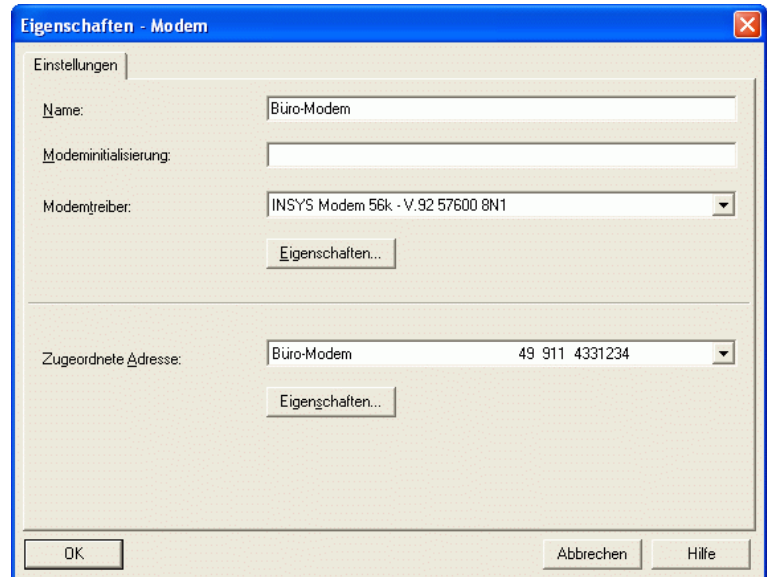 Eigenschaften - Modem
Einstellungen
Name: Büro-Modem
Modeminitialisierung:
Modemtreiber: INSYS Modem 56k - V.92 57600 8N1
Eigenschaften...
Zugeordnete Adresse: Büro-Modem 49 911 4331234
Eigenschaften...
OK Abbrechen Hilfe